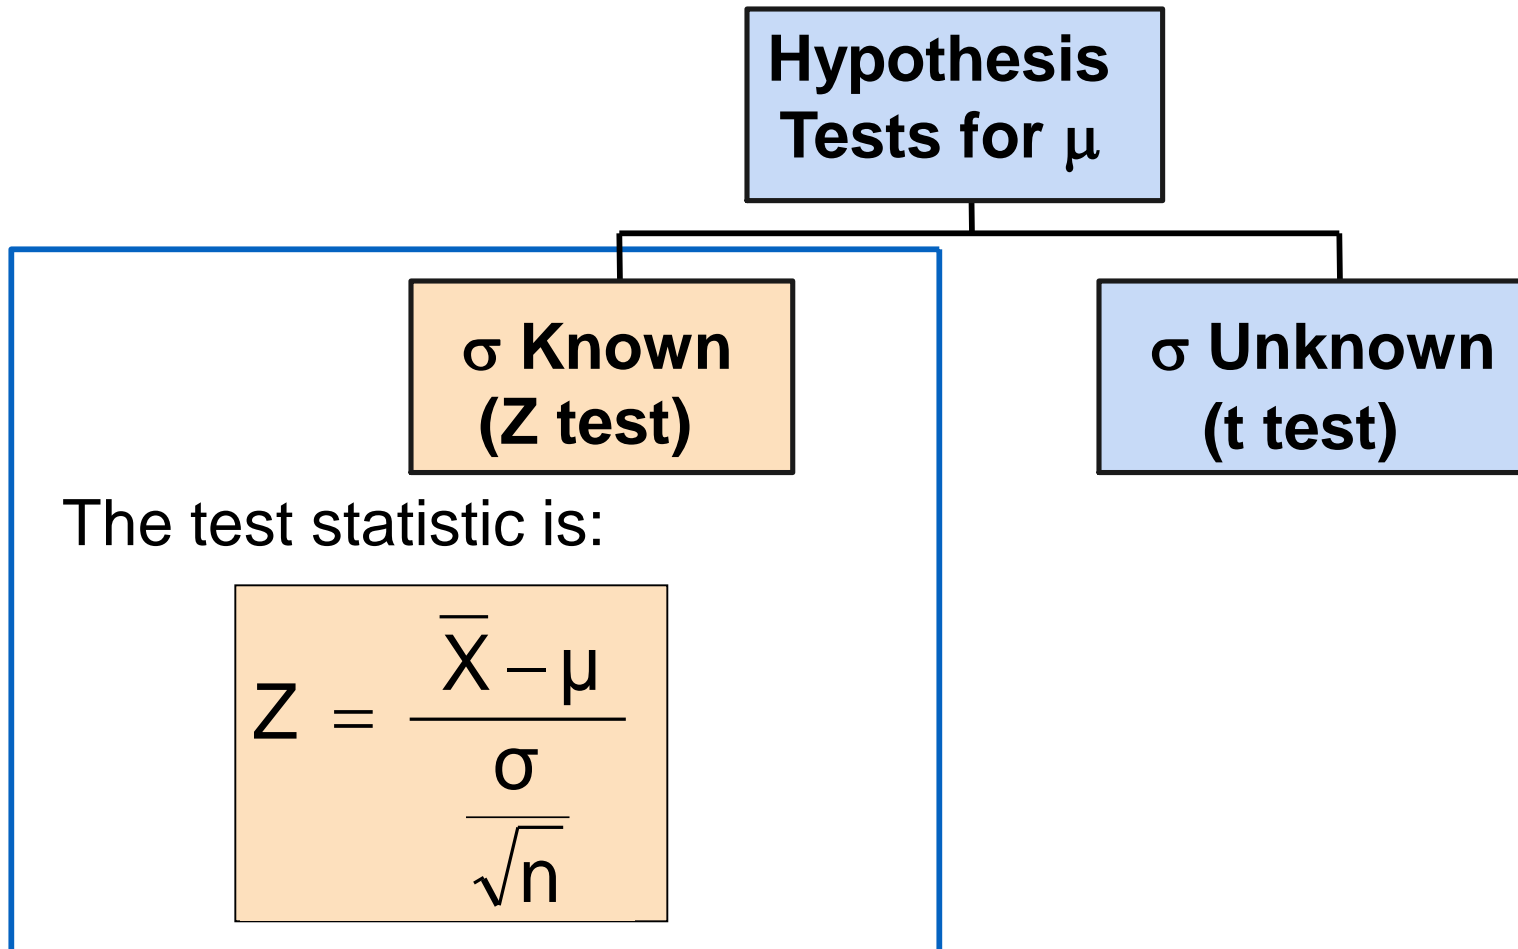 Hypothesis
Tests for μ
σ Known
(Z test)
σ Unknown
(t test)
The test statistic is:
Z = (X̅ − μ) / (σ / √n)